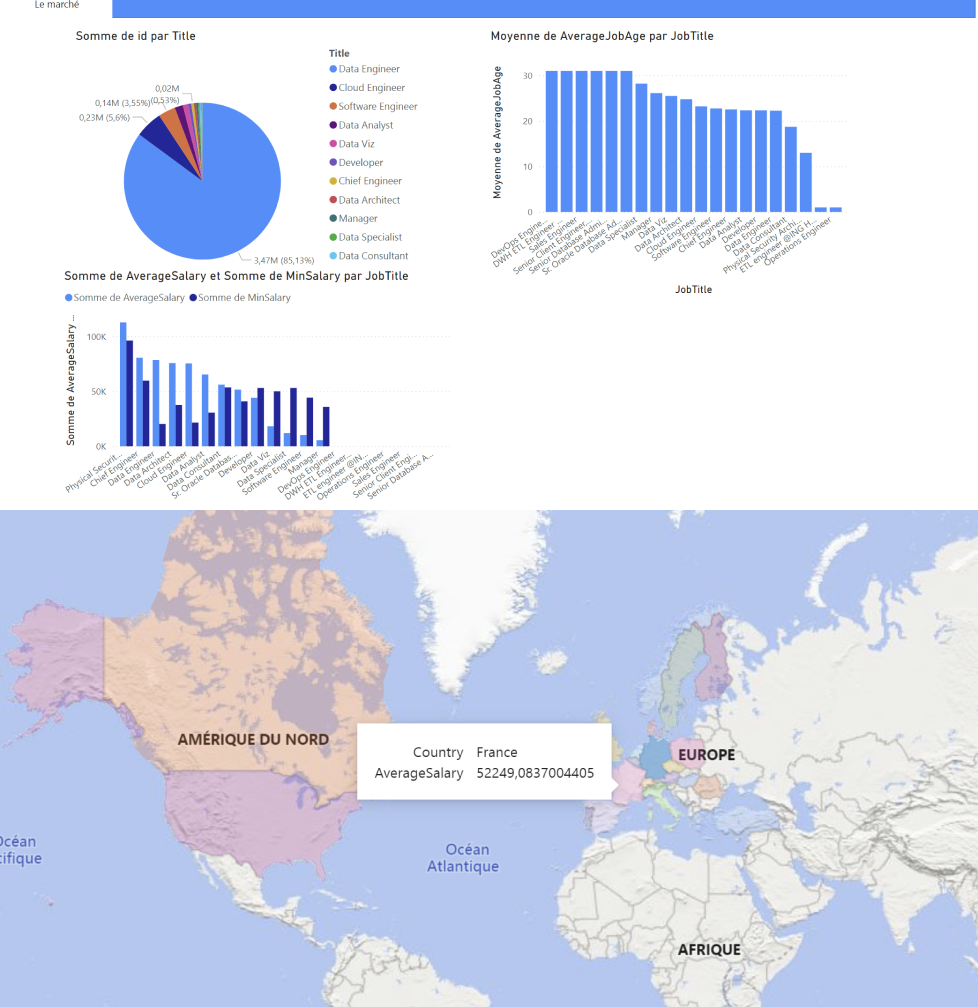 Le marché
Somme de id par Title
Title
Data Engineer
Cloud Engineer
Software Engineer
Data Analyst
Data Viz
Developer
Chief Engineer
Data Architect
Manager
Data Specialist
Data Consultant
0,02M
(0,53%)
0,14M (3,55%)
0,23M (5,6%)
3,47M (85,13%)
Moyenne de AverageJobAge par JobTitle
Moyenne de AverageJobAge
30
20
10
0
DevOps Engine...
DWH ETL Engineer ...
Sales Engineer
Senior Client Engineer...
Senior Database Admi...
Sr. Oracle Database Ad...
Data Specialist
Manager
Data Viz
Data Architect
Cloud Engineer
Software Engineer
Chief Engineer
Data Analyst
Developer
Data Engineer
Data Consultant
Physical Security Archi...
ETL engineer @ING H...
Operations Engineer
JobTitle
Somme de AverageSalary et Somme de MinSalary par JobTitle
Somme de AverageSalary
Somme de MinSalary
Somme de AverageSalary ...
100K
50K
0K
Physical Securit...
Chief Engineer
Data Engineer
Data Architect
Cloud Engineer
Data Analyst
Data Consultant
Sr. Oracle Databas...
Developer
Data Viz
Data Specialist
Software Engineer
Manager
DevOps Engineer
DWH ETL Engineer...
ETL engineer @IN...
Operations Engineer
Sales Engineer
Senior Client Engi...
Senior Database A...
AMÉRIQUE DU NORD
Country France
AverageSalary 52249,0837004405
EUROPE
Océan
Atlantique
océan
cifique
AFRIQUE